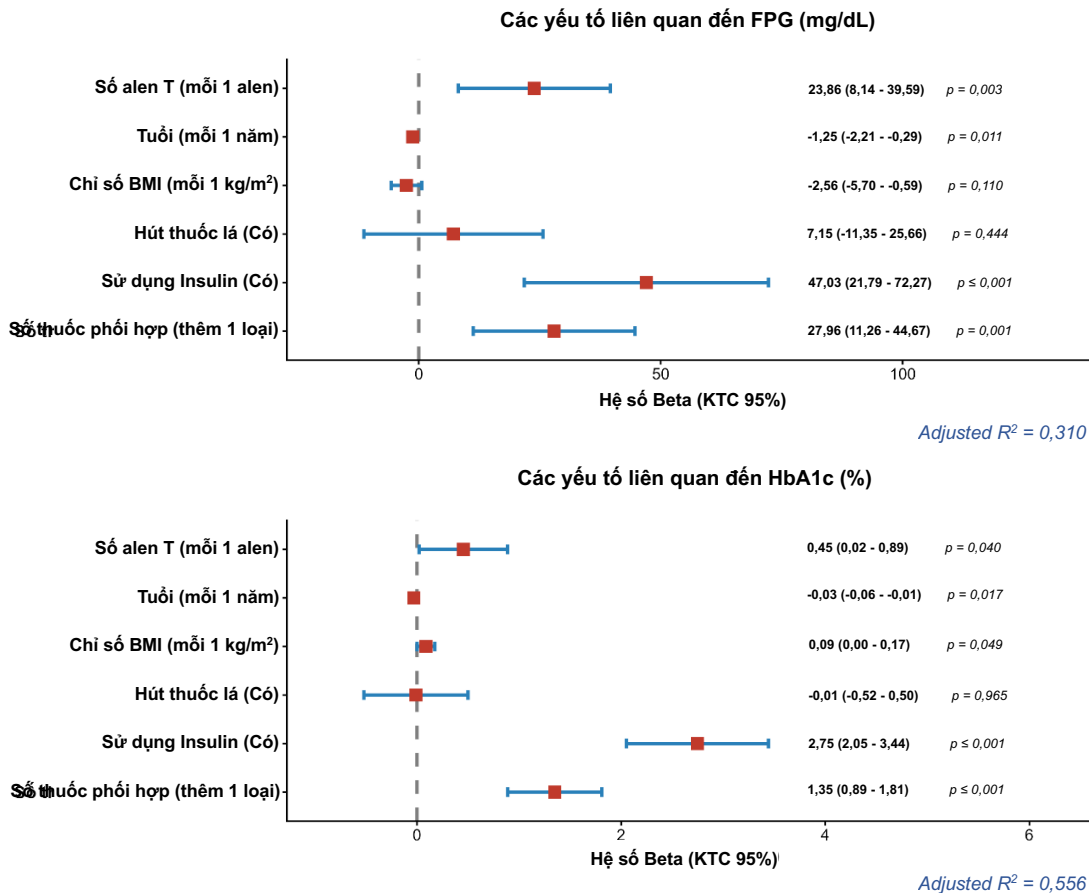 Các yếu tố liên quan đến FPG (mg/dL)
Số alen T (mỗi 1 alen) 23,86 (8,14 - 39,59) p = 0,003
Tuổi (mỗi 1 năm) -1,25 (-2,21 - -0,29) p = 0,011
Chỉ số BMI (mỗi 1 kg/m²) -2,56 (-5,70 - -0,59) p = 0,110
Hút thuốc lá (Có) 7,15 (-11,35 - 25,66) p = 0,444
Sử dụng Insulin (Có) 47,03 (21,79 - 72,27) p ≤ 0,001
Số thuốc phối hợp (thêm 1 loại) 27,96 (11,26 - 44,67) p = 0,001
0 50 100
Hệ số Beta (KTC 95%)
Adjusted R² = 0,310
Các yếu tố liên quan đến HbA1c (%)
Số alen T (mỗi 1 alen) 0,45 (0,02 - 0,89) p = 0,040
Tuổi (mỗi 1 năm) -0,03 (-0,06 - -0,01) p = 0,017
Chỉ số BMI (mỗi 1 kg/m²) 0,09 (0,00 - 0,17) p = 0,049
Hút thuốc lá (Có) -0,01 (-0,52 - 0,50) p = 0,965
Sử dụng Insulin (Có) 2,75 (2,05 - 3,44) p ≤ 0,001
Số thuốc phối hợp (thêm 1 loại) 1,35 (0,89 - 1,81) p ≤ 0,001
0 2 4 6
Hệ số Beta (KTC 95%)
Adjusted R² = 0,556